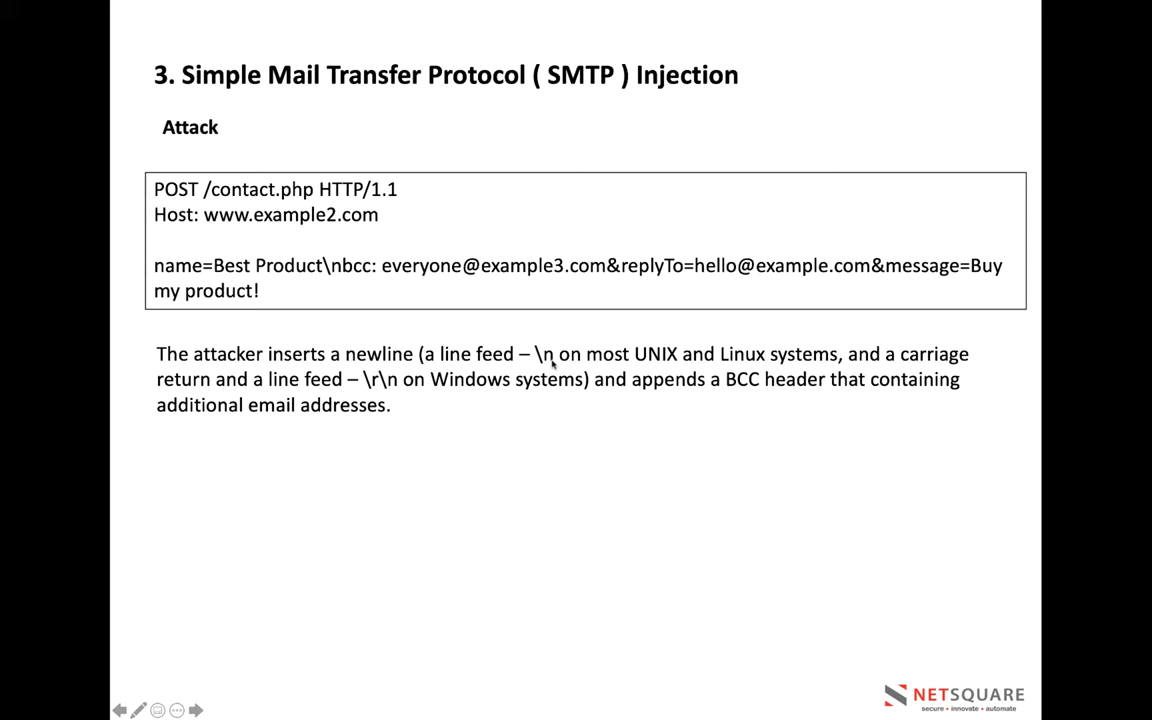 3. Simple Mail Transfer Protocol ( SMTP ) Injection
Attack
POST /contact.php HTTP/1.1
Host: www.example2.com
name=Best Product\nbcc: everyone@example3.com&replyTo=hello@example.com&message=Buy
my product!
The attacker inserts a newline (a line feed – \n on most UNIX and Linux systems, and a carriage
return and a line feed – \r\n on Windows systems) and appends a BCC header that containing
additional email addresses.
NETSQUARE
secure • innovate • automate